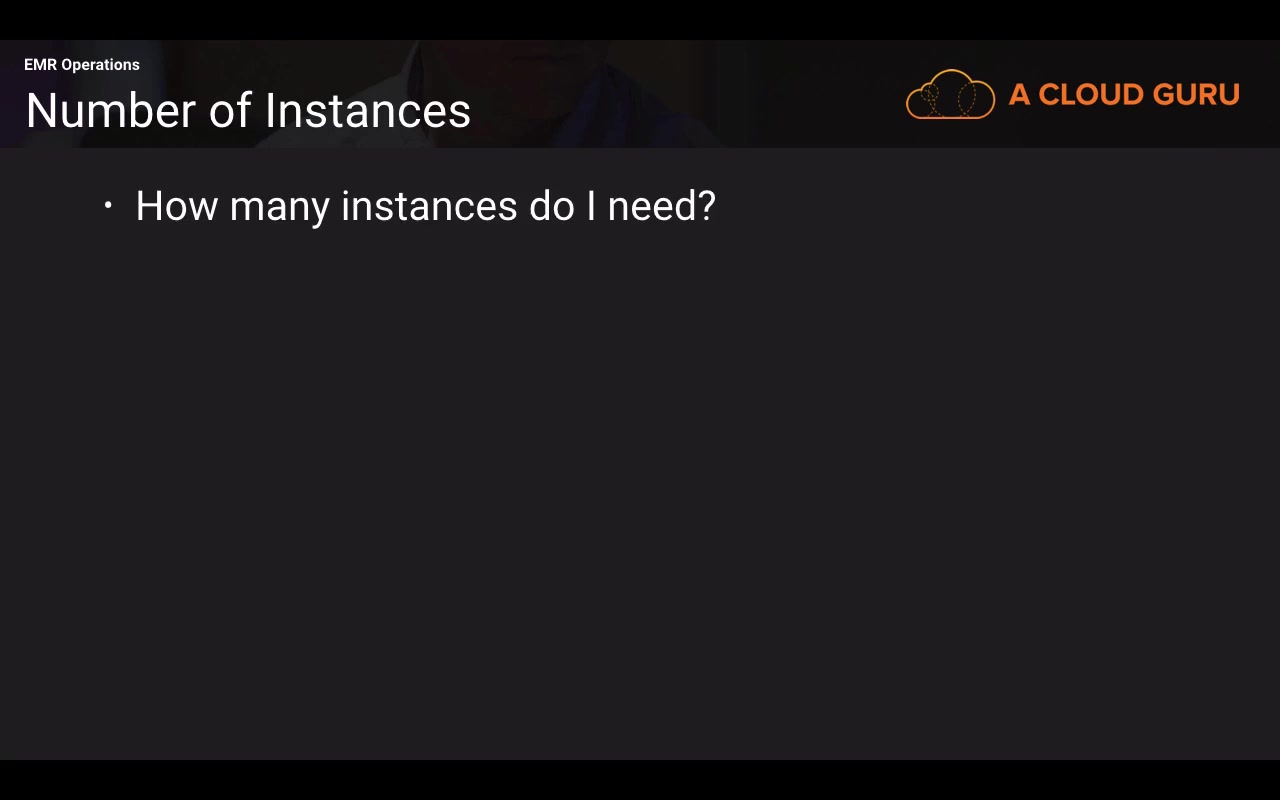 EMR Operations
Number of Instances
A CLOUD GURU
• How many instances do I need?